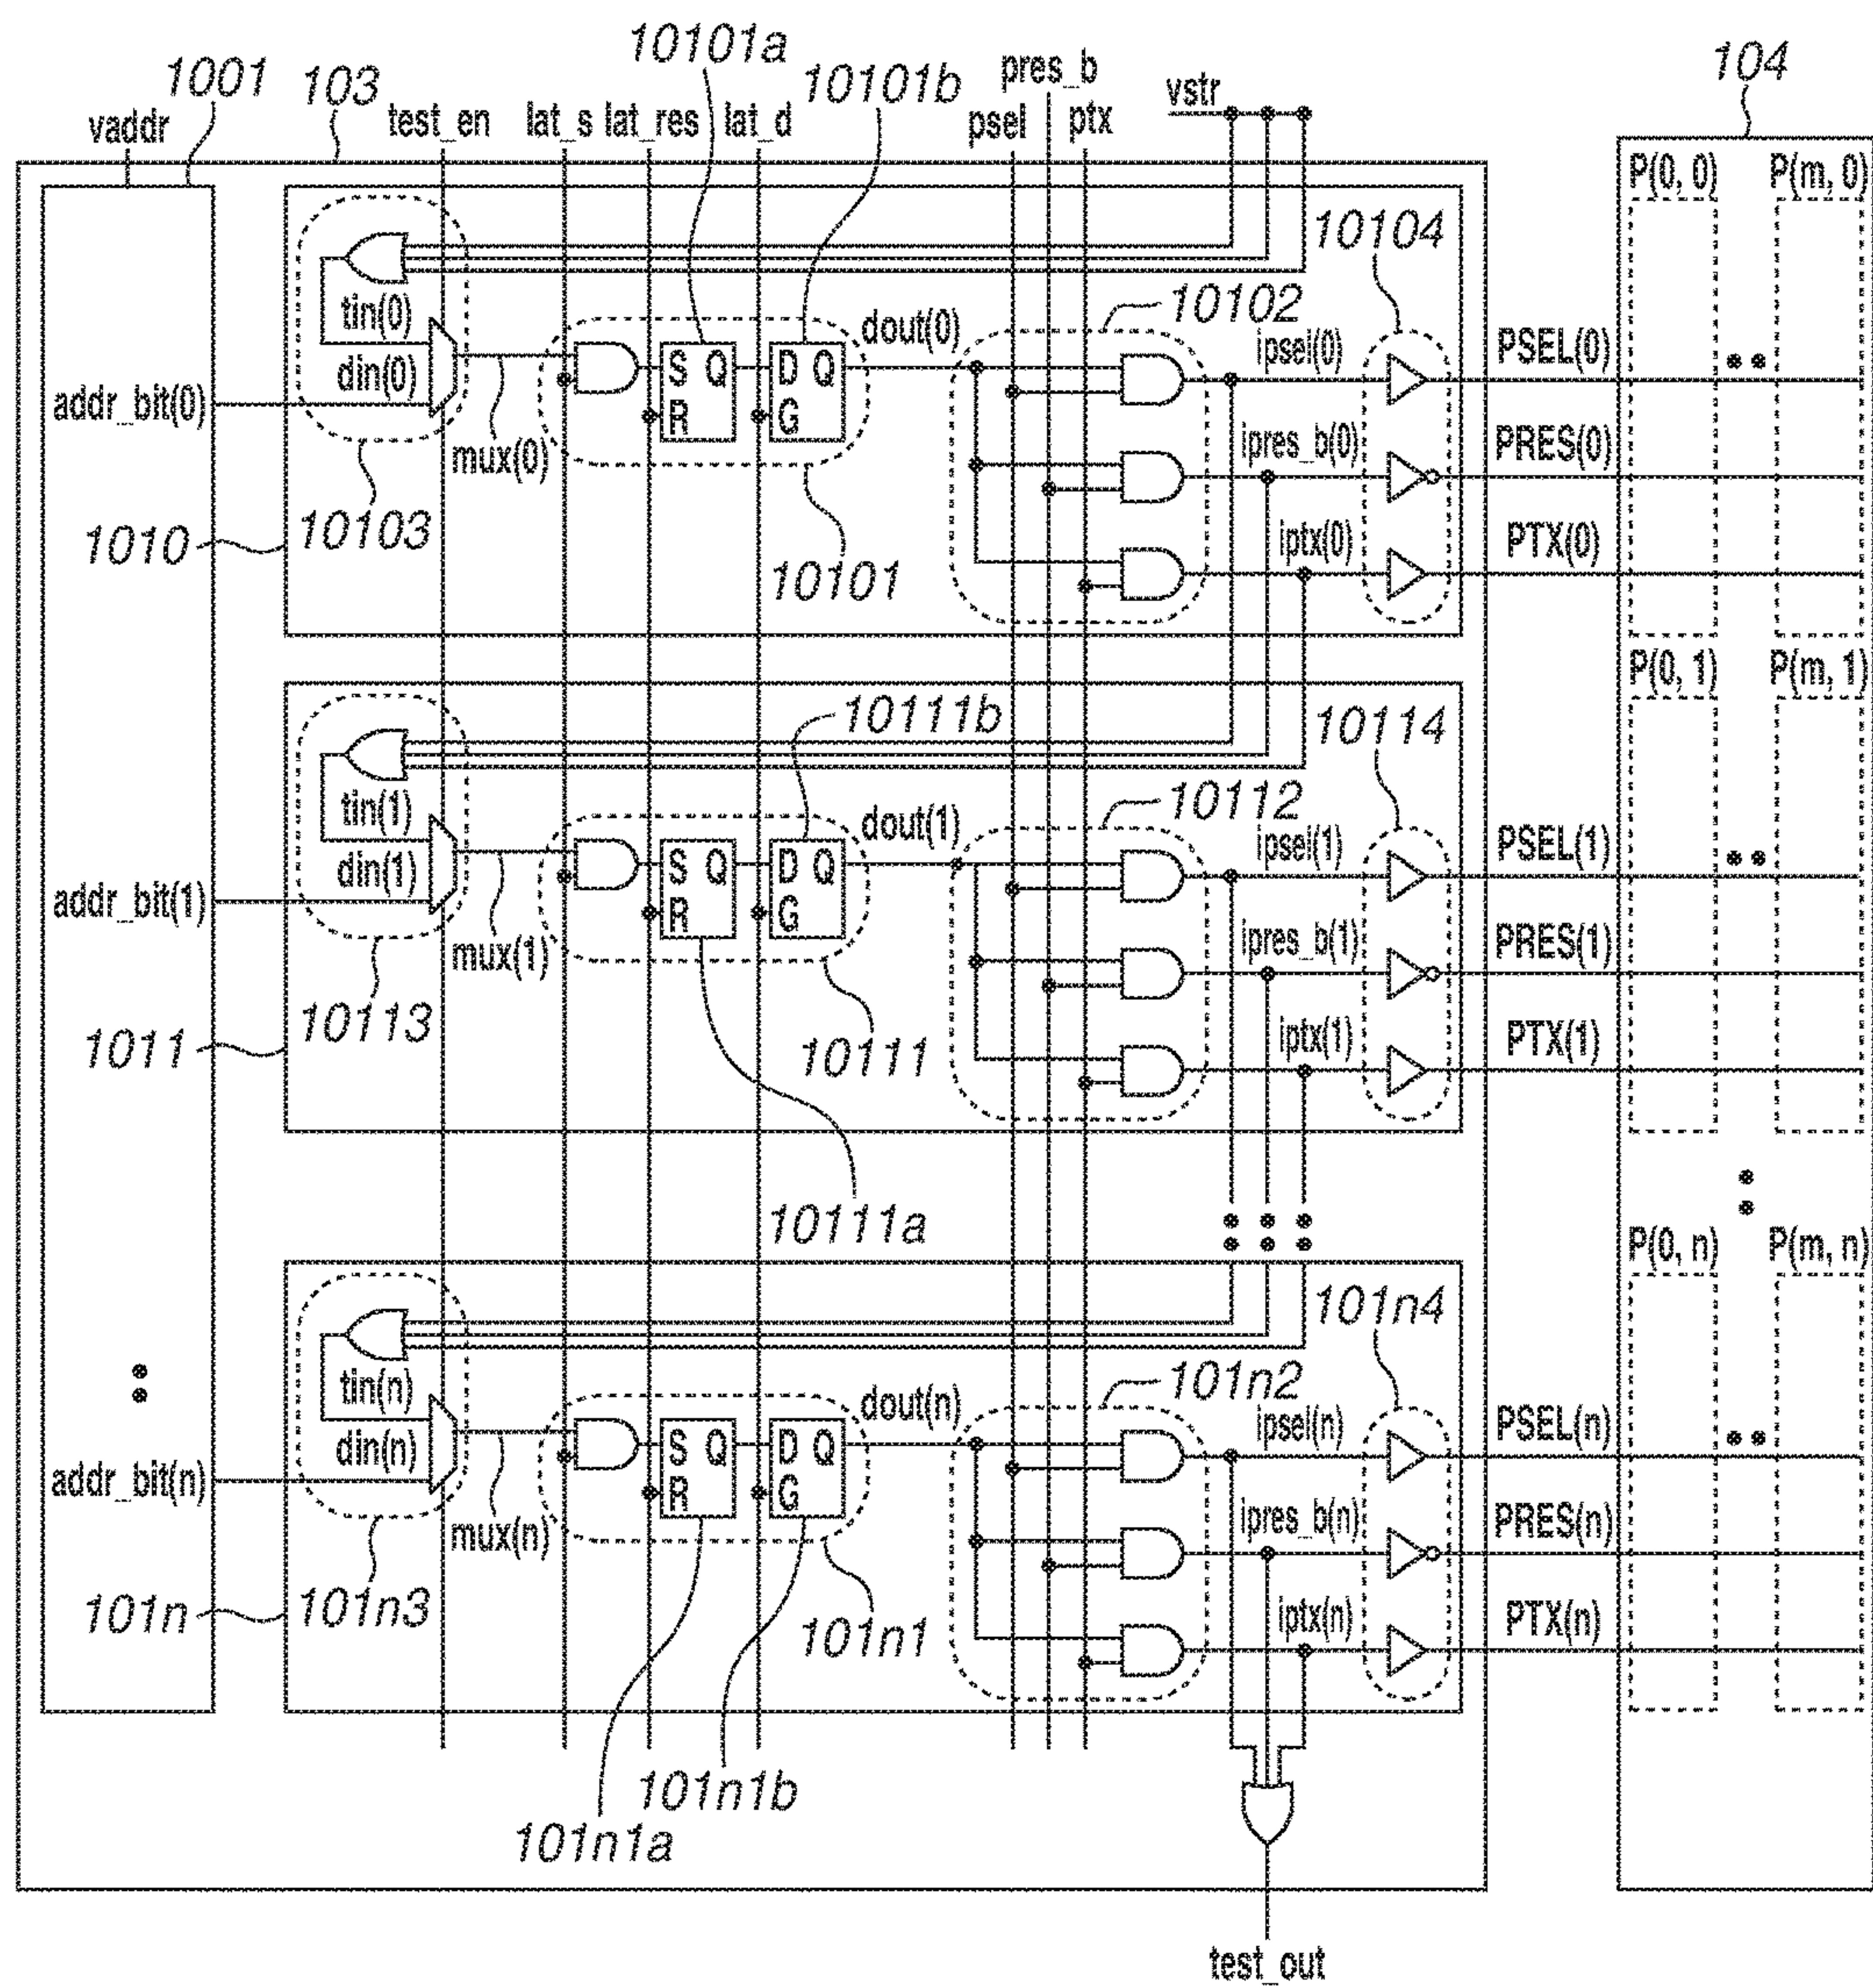 10101a
pres_b
104
1001
103
10101b
vstr
vaddr
test_en
lat_s
lat_res
lat_d
psel
ptx
P(0, 0)
P(m, 0)
10104
tin(0)
10102
dout(0)
ipsel(0)
PSEL(0)
din(0)
S Q
D Q
addr_bit(0)
R
G
mux(0)
ipres_b(0)
PRES(0)
10103
1010
iptx(0)
PTX(0)
10101
P(0, 1)
P(m, 1)
10111b
10114
tin(1)
10112
dout(1)
ipsel(1)
PSEL(1)
din(1)
S Q
D Q
addr_bit(1)
R
G
mux(1)
ipres_b(1)
PRES(1)
10113
1011
10111
iptx(1)
PTX(1)
10111a
P(0, n)
P(m, n)
101n4
tin(n)
101n2
dout(n)
ipsel(n)
PSEL(n)
din(n)
S Q
D Q
addr_bit(n)
R
G
mux(n)
ipres_b(n)
PRES(n)
101n
101n3
101n1
iptx(n)
PTX(n)
101n1b
101n1a
test_out